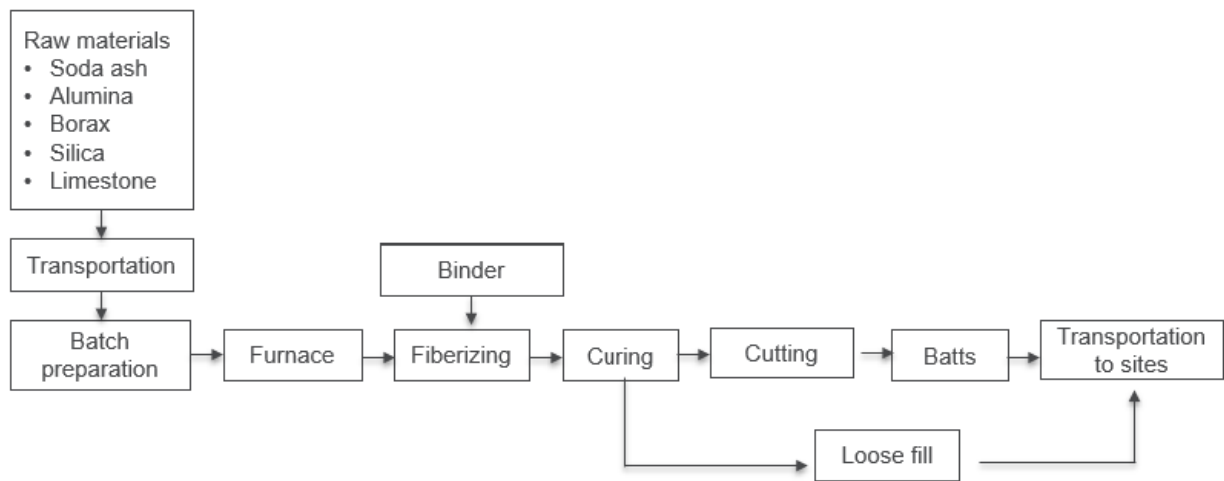 Raw materials
• Soda ash
• Alumina
• Borax
• Silica
• Limestone
Transportation
Binder
Batch
preparation
Furnace
Fiberizing
Curing
Cutting
Batts
Transportation
to sites
Loose fill